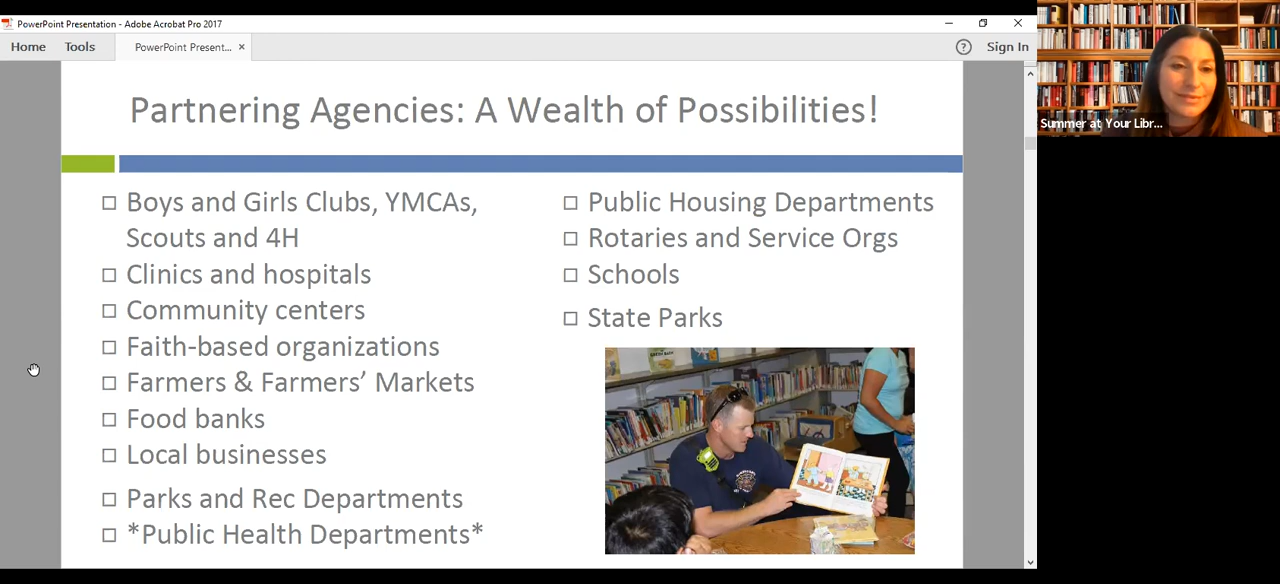 PowerPoint Presentation - Adobe Acrobat Pro 2017
Home Tools PowerPoint Present... × ? Sign In
Summer at Your Libr...
Partnering Agencies: A Wealth of Possibilities!
Boys and Girls Clubs, YMCAs,
Scouts and 4H
Clinics and hospitals
Community centers
Faith-based organizations
Farmers & Farmers’ Markets
Food banks
Local businesses
Parks and Rec Departments
*Public Health Departments*
Public Housing Departments
Rotaries and Service Orgs
Schools
State Parks